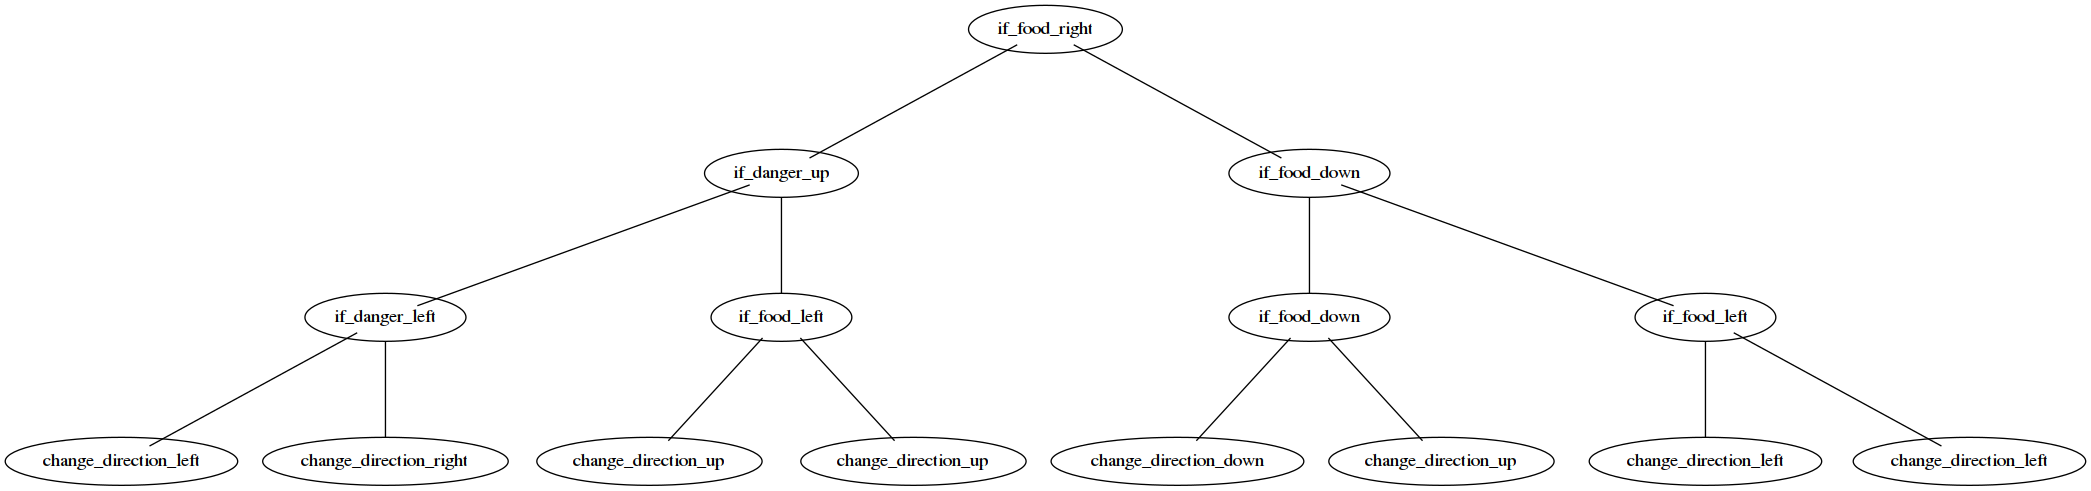 if_food_right
if_danger_up
if_food_down
if_danger_left
if_food_left
if_food_down
if_food_left
change_direction_left
change_direction_right
change_direction_up
change_direction_up
change_direction_down
change_direction_up
change_direction_left
change_direction_left